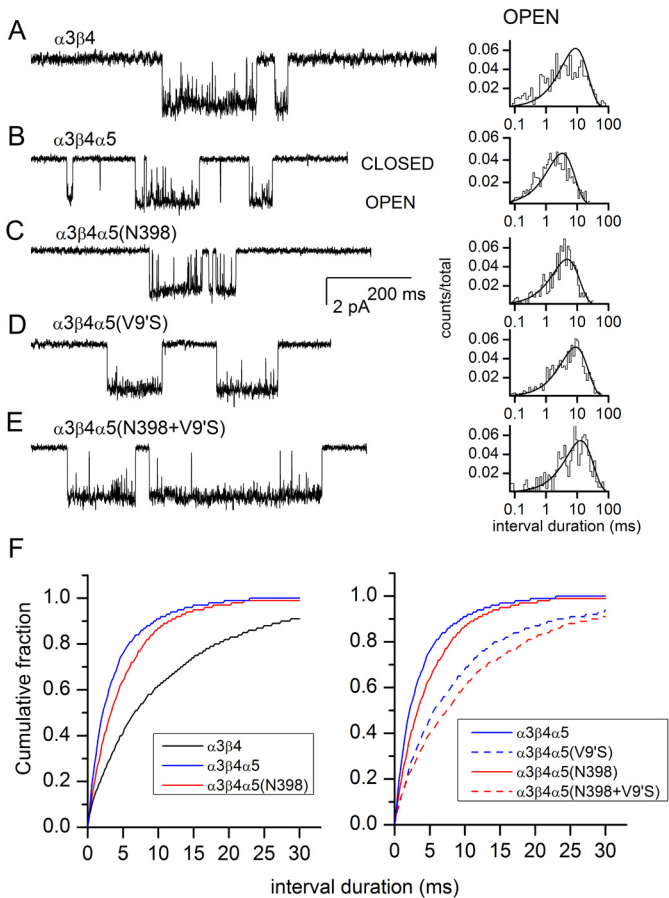 A
α3β4
OPEN
0.06
0.04
0.02
0.1 1 10 100
B
α3β4α5
CLOSED
OPEN
0.06
0.04
0.02
0.1 1 10 100
C
α3β4α5(N398)
200 ms
2 pA
counts/total
0.06
0.04
0.02
0.1 1 10 100
D
α3β4α5(V9'S)
0.06
0.04
0.02
0.1 1 10 100
E
α3β4α5(N398+V9'S)
0.06
0.04
0.02
0.1 1 10 100
interval duration (ms)
F
Cumulative fraction
1.0
0.8
0.6
0.4
0.2
0.0
0 5 10 15 20 25 30
α3β4
α3β4α5
α3β4α5(N398)
1.0
0.8
0.6
0.4
0.2
0.0
0 5 10 15 20 25 30
α3β4α5
α3β4α5(V9'S)
α3β4α5(N398)
α3β4α5(N398+V9'S)
interval duration (ms)